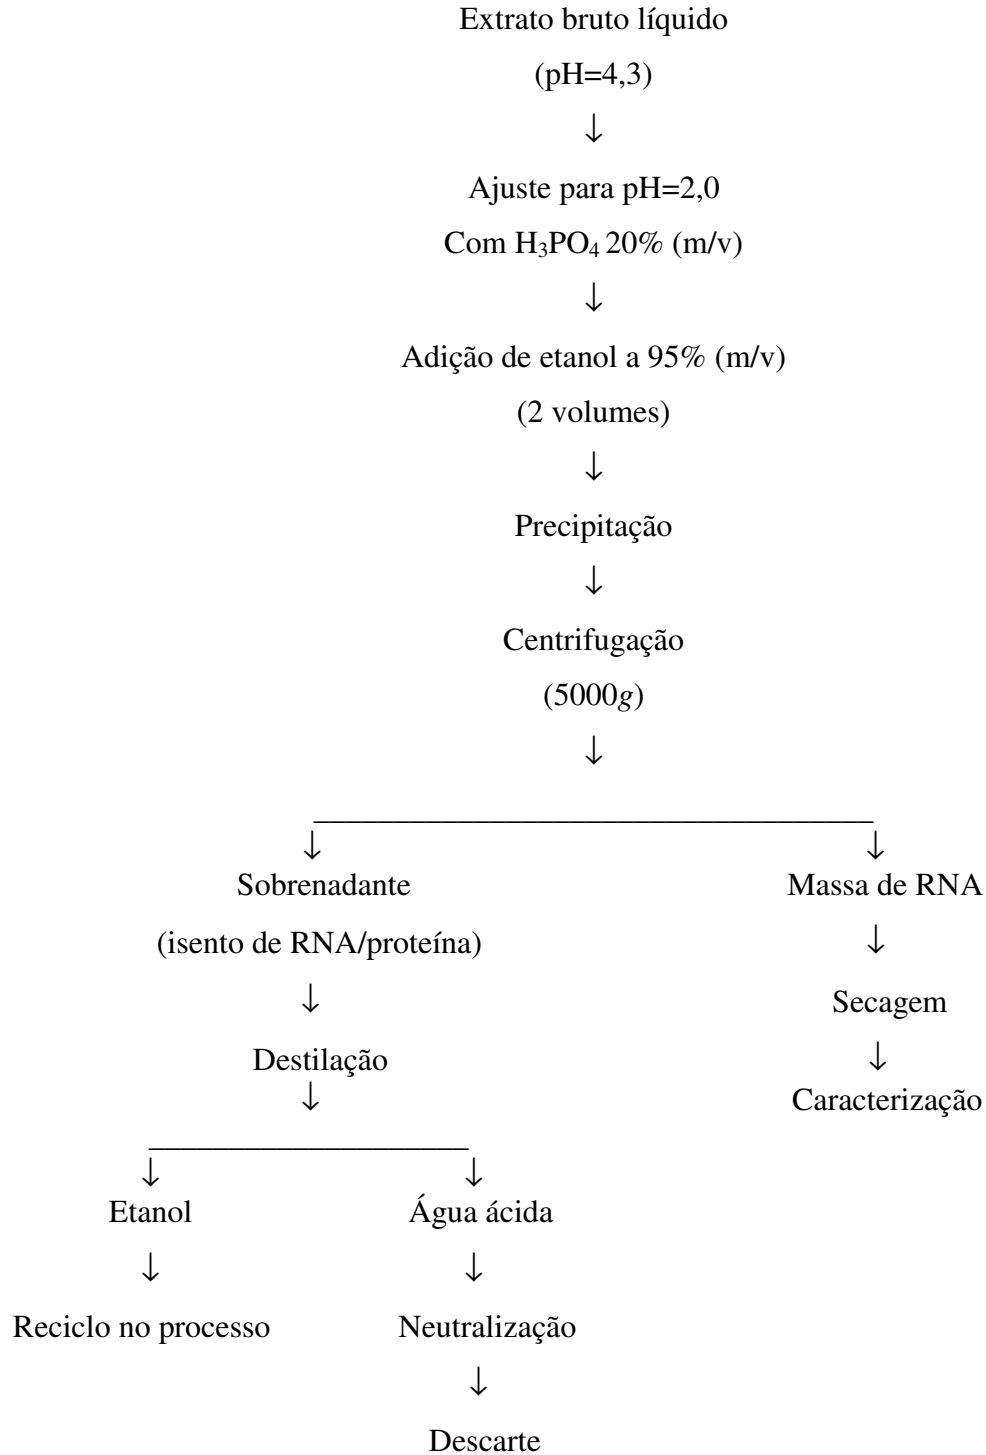 Extrato bruto líquido
(pH=4,3)
↓
Ajuste para pH=2,0
Com H₃PO₄ 20% (m/v)
↓
Adição de etanol a 95% (m/v)
(2 volumes)
↓
Precipitação
↓
Centrifugação
(5000g)
↓
↓ ↓
Sobrenadante Massa de RNA
(isento de RNA/proteína) ↓
↓ Secagem
Destilação ↓
↓ Caracterização
↓ ↓
Etanol Água ácida
↓ ↓
Reciclo no processo Neutralização
↓
Descarte